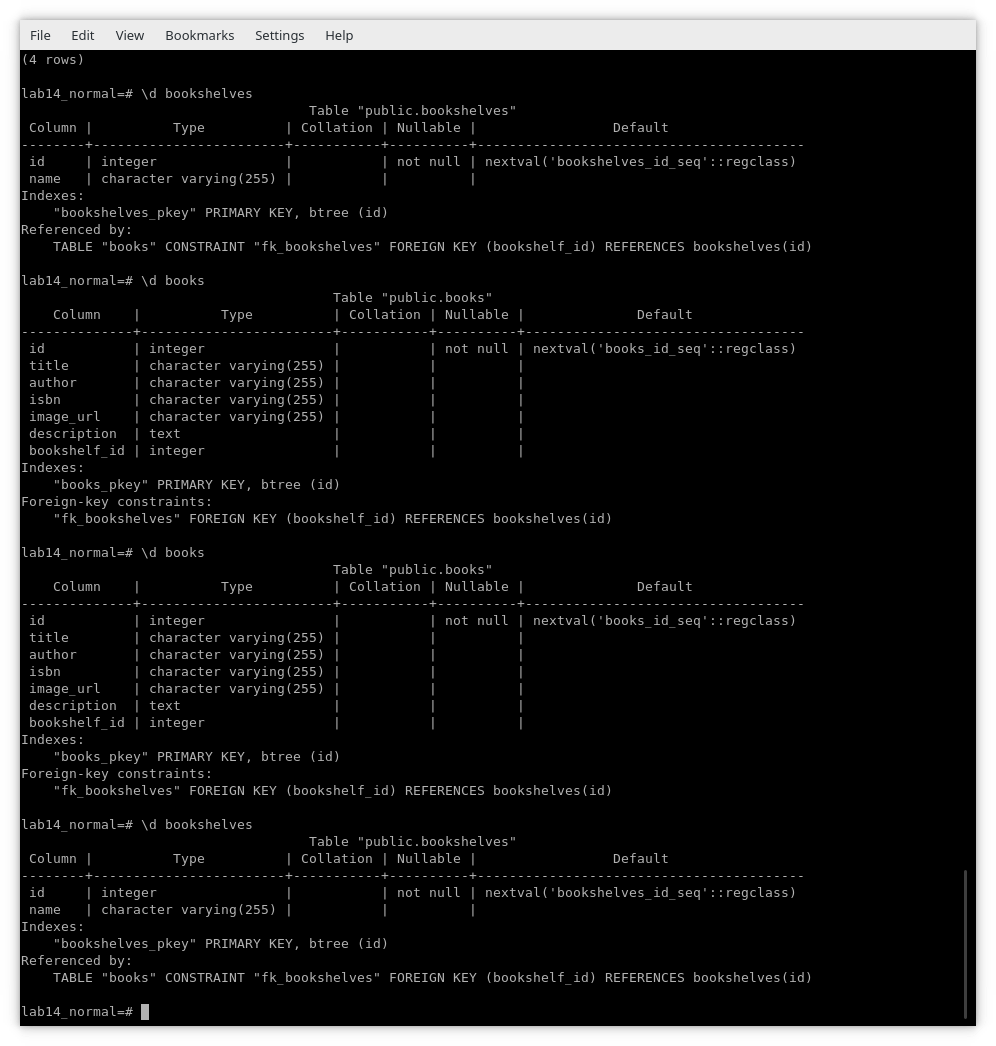 File Edit View Bookmarks Settings Help
(4 rows)

lab14_normal=# \d bookshelves
                                    Table "public.bookshelves"
 Column |          Type          | Collation | Nullable |                 Default
--------+------------------------+-----------+----------+-----------------------------------------
 id     | integer                |           | not null | nextval('bookshelves_id_seq'::regclass)
 name   | character varying(255) |           |          |
Indexes:
    "bookshelves_pkey" PRIMARY KEY, btree (id)
Referenced by:
    TABLE "books" CONSTRAINT "fk_bookshelves" FOREIGN KEY (bookshelf_id) REFERENCES bookshelves(id)

lab14_normal=# \d books
                                       Table "public.books"
    Column    |          Type          | Collation | Nullable |              Default
--------------+------------------------+-----------+----------+-----------------------------------
 id           | integer                |           | not null | nextval('books_id_seq'::regclass)
 title        | character varying(255) |           |          |
 author       | character varying(255) |           |          |
 isbn         | character varying(255) |           |          |
 image_url    | character varying(255) |           |          |
 description  | text                   |           |          |
 bookshelf_id | integer                |           |          |
Indexes:
    "books_pkey" PRIMARY KEY, btree (id)
Foreign-key constraints:
    "fk_bookshelves" FOREIGN KEY (bookshelf_id) REFERENCES bookshelves(id)

lab14_normal=# \d books
                                       Table "public.books"
    Column    |          Type          | Collation | Nullable |              Default
--------------+------------------------+-----------+----------+-----------------------------------
 id           | integer                |           | not null | nextval('books_id_seq'::regclass)
 title        | character varying(255) |           |          |
 author       | character varying(255) |           |          |
 isbn         | character varying(255) |           |          |
 image_url    | character varying(255) |           |          |
 description  | text                   |           |          |
 bookshelf_id | integer                |           |          |
Indexes:
    "books_pkey" PRIMARY KEY, btree (id)
Foreign-key constraints:
    "fk_bookshelves" FOREIGN KEY (bookshelf_id) REFERENCES bookshelves(id)

lab14_normal=# \d bookshelves
                                    Table "public.bookshelves"
 Column |          Type          | Collation | Nullable |                 Default
--------+------------------------+-----------+----------+-----------------------------------------
 id     | integer                |           | not null | nextval('bookshelves_id_seq'::regclass)
 name   | character varying(255) |           |          |
Indexes:
    "bookshelves_pkey" PRIMARY KEY, btree (id)
Referenced by:
    TABLE "books" CONSTRAINT "fk_bookshelves" FOREIGN KEY (bookshelf_id) REFERENCES bookshelves(id)

lab14_normal=#